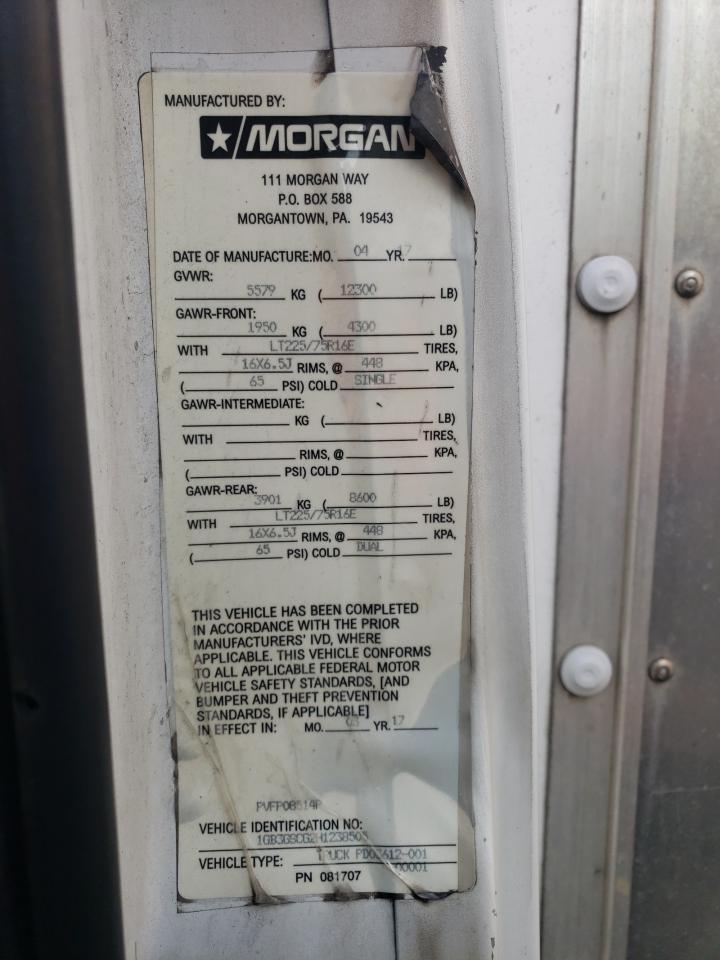 MANUFACTURED BY:
MORGAN
111 MORGAN WAY
P.O. BOX 588
MORGANTOWN, PA. 19543
DATE OF MANUFACTURE:MO. 04 YR. 17
GVWR:
5579 KG ( 12300 LB)
GAWR-FRONT:
1950 KG ( 4300 LB)
WITH LT225/75R16E TIRES,
16X6.5J RIMS, @ 448 KPA,
( 65 PSI) COLD SINGLE
GAWR-INTERMEDIATE:
KG ( LB)
WITH TIRES,
RIMS, @ KPA,
( PSI) COLD
GAWR-REAR:
3901 KG ( 8600 LB)
WITH LT225/75R16E TIRES,
16X6.5J RIMS, @ 448 KPA,
( 65 PSI) COLD DUAL
THIS VEHICLE HAS BEEN COMPLETED
IN ACCORDANCE WITH THE PRIOR
MANUFACTURERS' IVD, WHERE
APPLICABLE. THIS VEHICLE CONFORMS
TO ALL APPLICABLE FEDERAL MOTOR
VEHICLE SAFETY STANDARDS, [AND
BUMPER AND THEFT PREVENTION
STANDARDS, IF APPLICABLE]
IN EFFECT IN: MO. YR. 17
VEHICLE IDENTIFICATION NO:
VEHICLE TYPE: TRUCK
00001
PN 081707